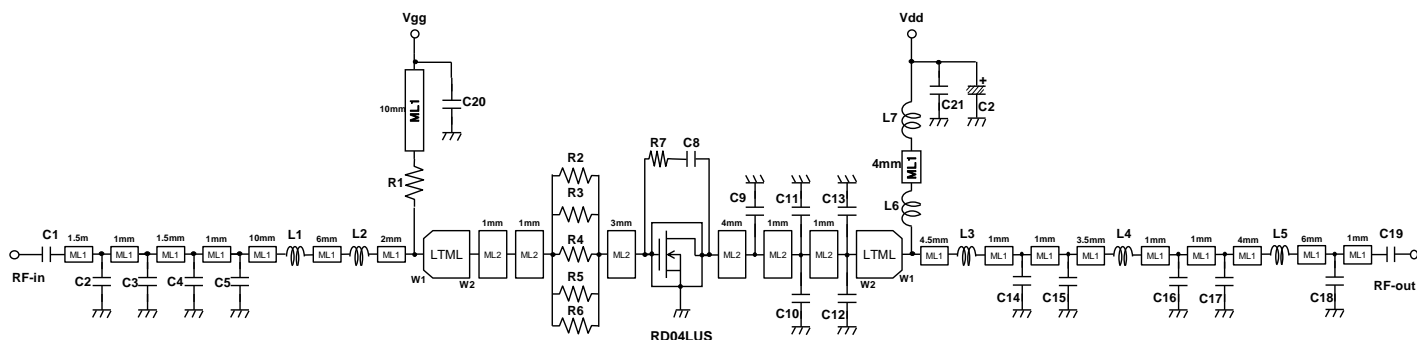 Vgg
Vdd
10mm
ML1
C20
+
C21
C2
L7
4mm
ML1
L6
R1
R2
R3
R4
R5
R6
R7
C8
C9
C11
C13
C1
1.5m
1mm
1.5mm
1mm
10mm
L1
6mm
L2
2mm
1mm
1mm
3mm
4mm
1mm
1mm
4.5mm
L3
1mm
1mm
3.5mm
L4
1mm
1mm
4mm
L5
6mm
1mm
C19
ML1
ML1
ML1
ML1
ML1
ML1
ML1
LTML
ML2
ML2
ML2
ML2
ML2
ML2
LTML
ML1
ML1
ML1
ML1
ML1
ML1
ML1
ML1
ML1
RF-in
W1
W2
W2
W1
RF-out
C2
C3
C4
C5
C10
C12
C14
C15
C16
C17
C18
RD04LUS